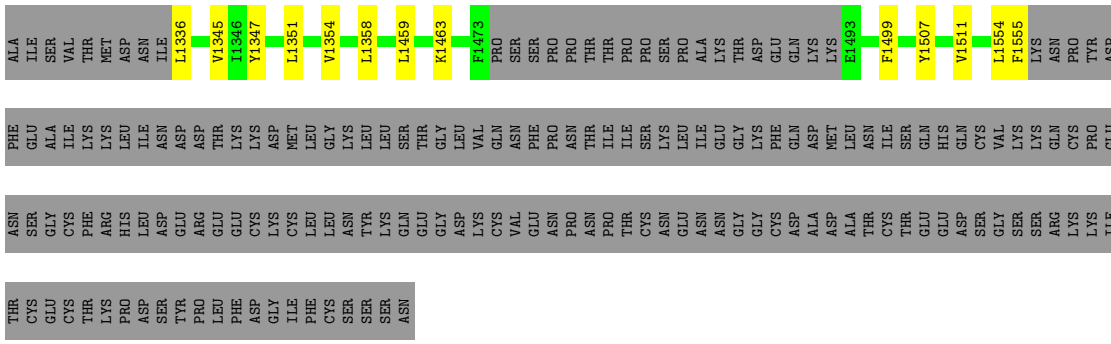 ALA ILE SER VAL THR MET ASP ASN ILE L1336 V1345 I1346 Y1347 L1351 V1354 L1358 L1459 K1463 F1473 PRO SER SER PRO PRO THR THR PRO PRO SER PRO ALA LYS THR ASP GLU GLN LYS LYS E1493 F1499 Y1507 V1511 L1554 F1555 LYS ASN PRO TYR ASP
PHE GLU ALA ILE LYS LYS LEU ILE ASN ASP ASP THR LYS LYS ASP MET LEU GLY LYS LEU LEU SER THR GLY LEU VAL GLN ASN PHE PRO ASN THR ILE ILE SER LYS LEU ILE GLU GLY LYS PHE GLN ASP MET LEU ASN ILE SER GLN HIS GLN CYS VAL LYS LYS GLN CYS PRO GLU
ASN SER GLY CYS PHE ARG HIS LEU ASP GLU ARG GLU GLU CYS LYS CYS LEU LEU ASN TYR LYS GLN GLU GLY ASP LYS CYS VAL GLU ASN PRO ASN PRO THR CYS ASN GLU ASN ASN GLY GLY CYS ASP ALA ASP ALA THR CYS THR GLU GLU ASP SER GLY SER SER ARG LYS LYS ILE
THR CYS GLU CYS THR LYS PRO ASP SER TYR PRO LEU PHE ASP GLY ILE PHE CYS SER SER SER ASN